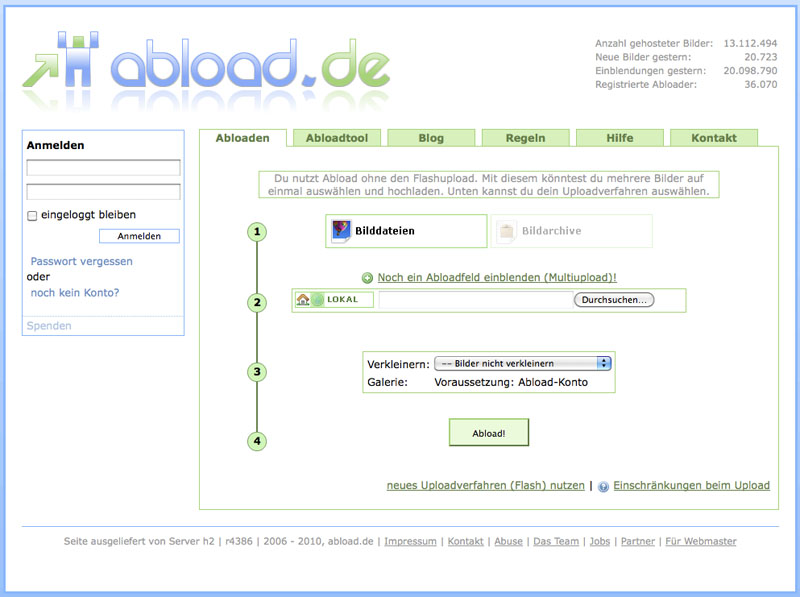 abload.de
Anzahl gehosteter Bilder: 13.112.494
Neue Bilder gestern: 20.723
Einblendungen gestern: 20.098.790
Registrierte Abloader: 36.070
Anmelden
eingeloggt bleiben
Anmelden
Passwort vergessen
oder
noch kein Konto?
Spenden
Abloaden Abloadtool Blog Regeln Hilfe Kontakt
Du nutzt Abload ohne den Flashupload. Mit diesem könntest du mehrere Bilder auf
einmal auswählen und hochladen. Unten kannst du dein Uploadverfahren auswählen.
1 Bilddateien Bildarchive
Noch ein Abloadfeld einblenden (Multiupload)!
2 LOKAL Durchsuchen...
3 Verkleinern: -- Bilder nicht verkleinern
Galerie: Voraussetzung: Abload-Konto
Abload!
4
neues Uploadverfahren (Flash) nutzen | Einschränkungen beim Upload
Seite ausgeliefert von Server h2 | r4386 | 2006 - 2010, abload.de | Impressum | Kontakt | Abuse | Das Team | Jobs | Partner | Für Webmaster